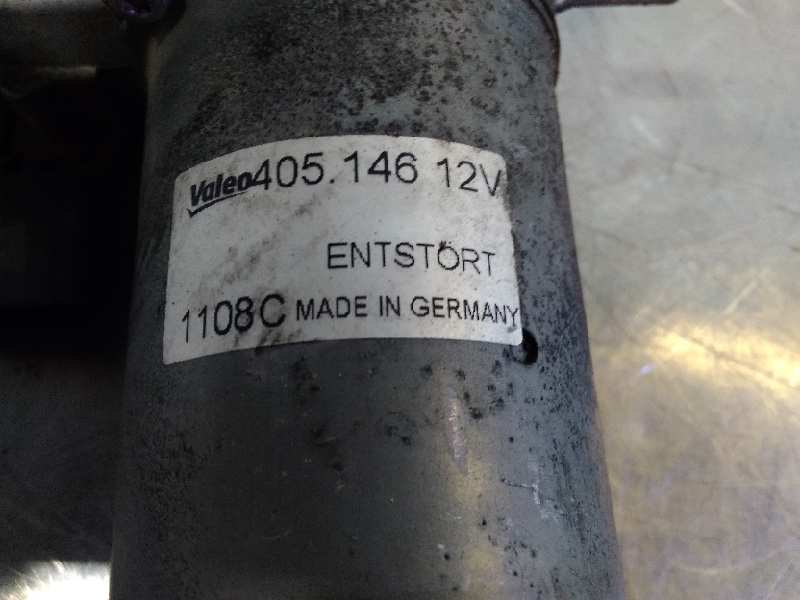 Valeo 405.146 12V
ENTSTÖRT
1108C MADE IN GERMANY